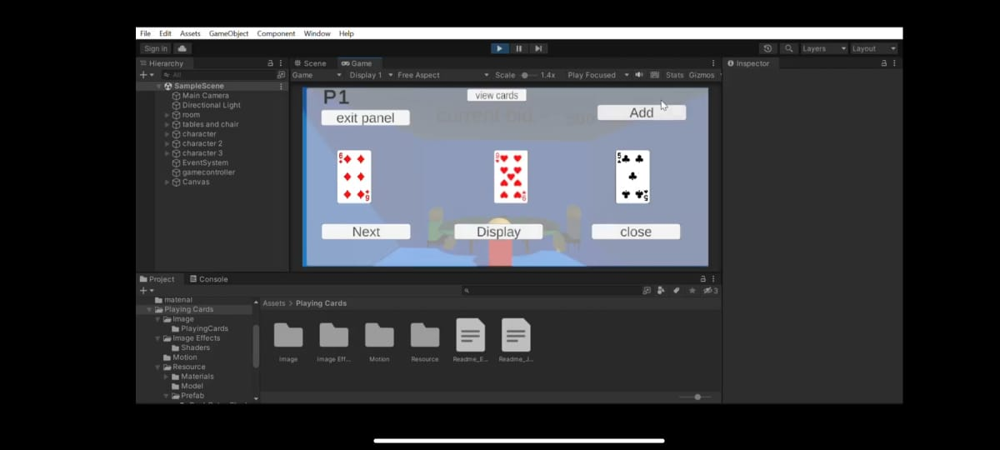 File Edit Assets GameObject Component Window Help
Sign in Layers Layout
Hierarchy Scene Game Inspector
All Game Display 1 Free Aspect Scale 1.4x Play Focused Stats Gizmos
SampleScene
Main Camera
Directional Light
room
tables and chair
character
character 2
character 3
EventSystem
gamecontroller
Canvas
P1
view cards
exit panel
current bid
Add
6
9
5
Next Display close
Project Console
3
material
Playing Cards
Image
PlayingCards
Image Effects
Shaders
Motion
Resource
Materials
Model
Prefab
Assets > Playing Cards
Image Image Eff... Motion Resource Readme_E... Readme_J...